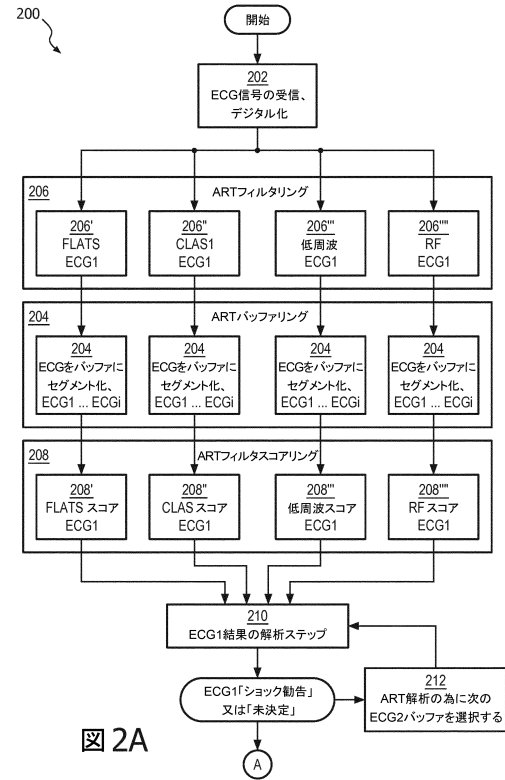 200
開始
202
ECG信号の受信、
デジタル化
206
ARTフィルタリング
206'
FLATS
ECG1
206"
CLAS1
ECG1
206"'
低周波
ECG1
206""
RF
ECG1
204
ARTバッファリング
204
ECGをバッファに
セグメント化、
ECG1 ... ECGi
204
ECGをバッファに
セグメント化、
ECG1 ... ECGi
204
ECGをバッファに
セグメント化、
ECG1 ... ECGi
204
ECGをバッファに
セグメント化、
ECG1 ... ECGi
208
ARTフィルタスコアリング
208'
FLATS スコア
ECG1
208"
CLAS スコア
ECG1
208"'
低周波スコア
ECG1
208""
RF スコア
ECG1
210
ECG1結果の解析ステップ
ECG1「ショック勧告」
又は「未決定」
212
ART解析の為に次の
ECG2バッファを選択する
A
図 2A